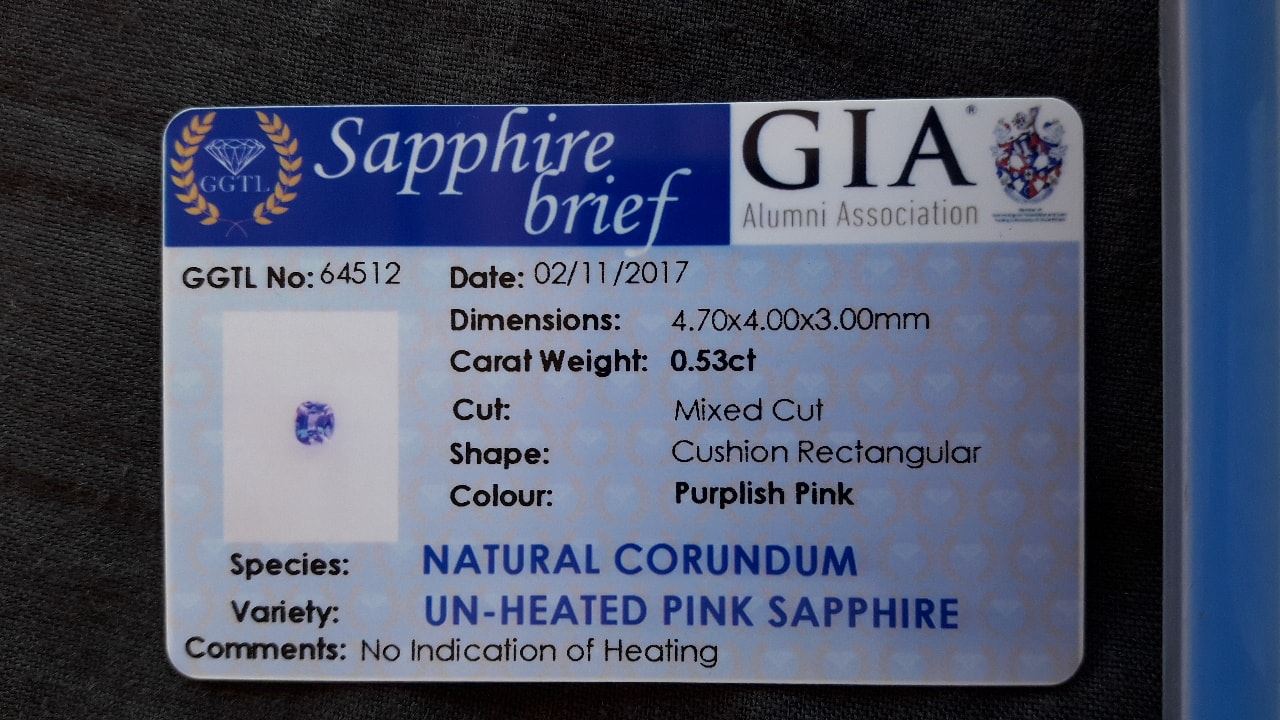 GGTL
Sapphire
brief
GIA®
Alumni Association
GGTL No: 64512
Date: 02/11/2017
Dimensions: 4.70x4.00x3.00mm
Carat Weight: 0.53ct
Cut: Mixed Cut
Shape: Cushion Rectangular
Colour: Purplish Pink
Species: NATURAL CORUNDUM
Variety: UN-HEATED PINK SAPPHIRE
Comments: No Indication of Heating